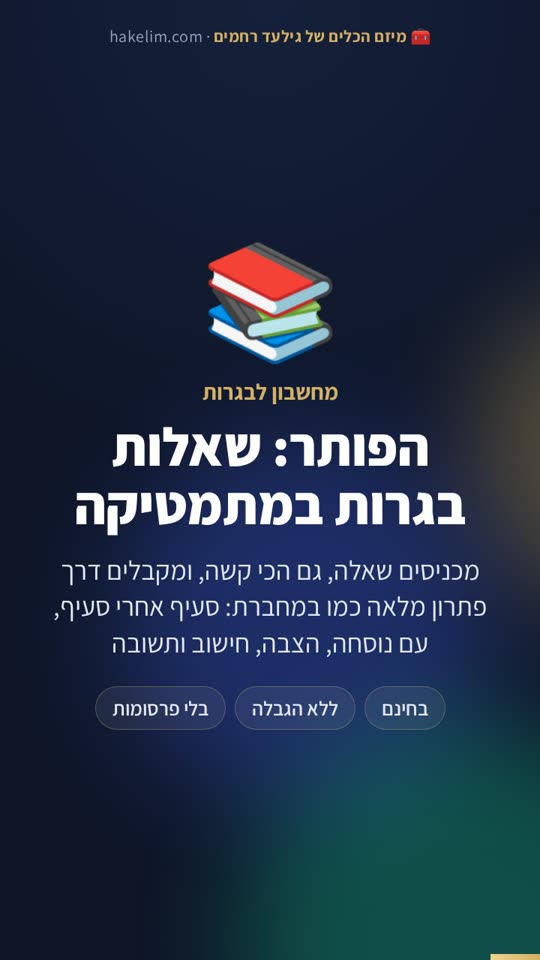 🧰 מיזם הכלים של גילעד רחמים · hakelim.com
מחשבון לבגרות
הפותר: שאלות
בגרות במתמטיקה
מכניסים שאלה, גם הכי קשה, ומקבלים דרך
פתרון מלאה כמו במחברת: סעיף אחרי סעיף,
עם נוסחה, הצבה, חישוב ותשובה
בחינם
ללא הגבלה
בלי פרסומות